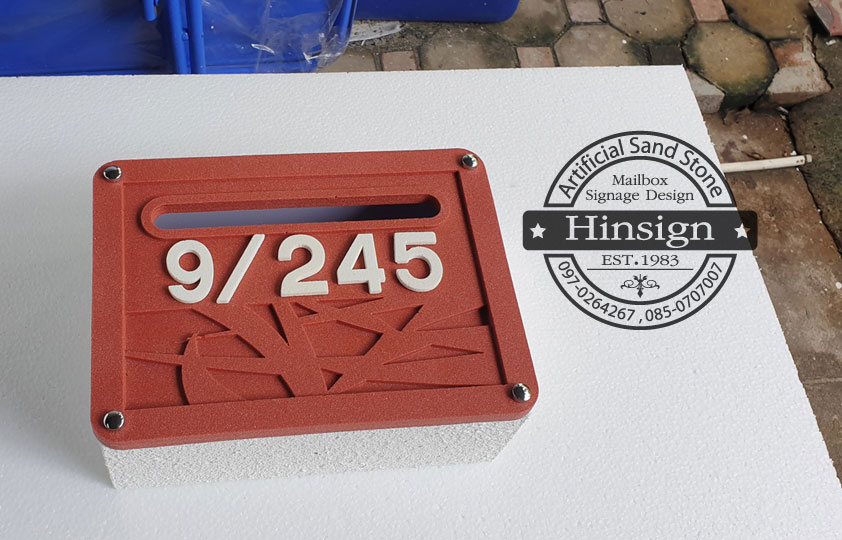 9/245
Artificial Sand Stone
Mailbox
Signage Design
Hinsign
EST.1983
097-0264267 , 085-0707007